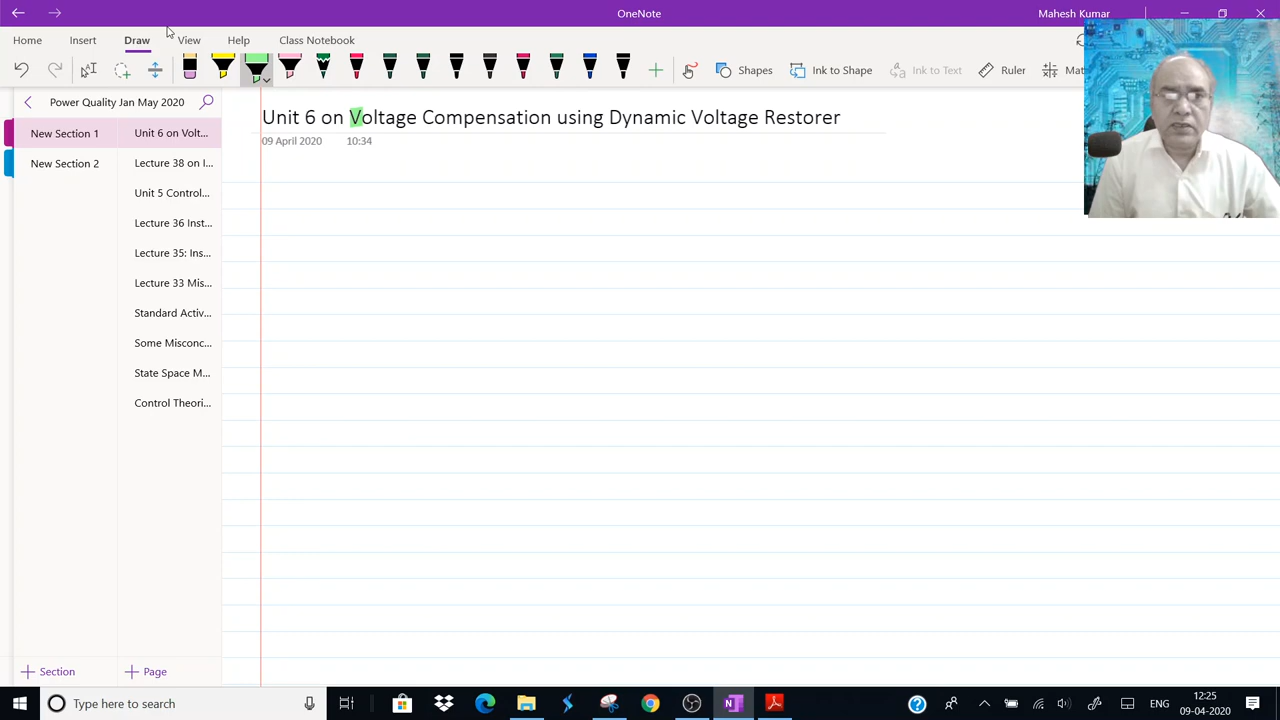 OneNote
Mahesh Kumar
Home Insert Draw View Help Class Notebook
Shapes Ink to Shape Ink to Text Ruler Mat
Power Quality Jan May 2020
New Section 1
New Section 2
Unit 6 on Volt...
Lecture 38 on I...
Unit 5 Control...
Lecture 36 Inst...
Lecture 35: Ins...
Lecture 33 Mis...
Standard Activ...
Some Misconc...
State Space M...
Control Theori...
Unit 6 on Voltage Compensation using Dynamic Voltage Restorer
09 April 2020 10:34
Section
Page
Type here to search
ENG
12:25
09-04-2020